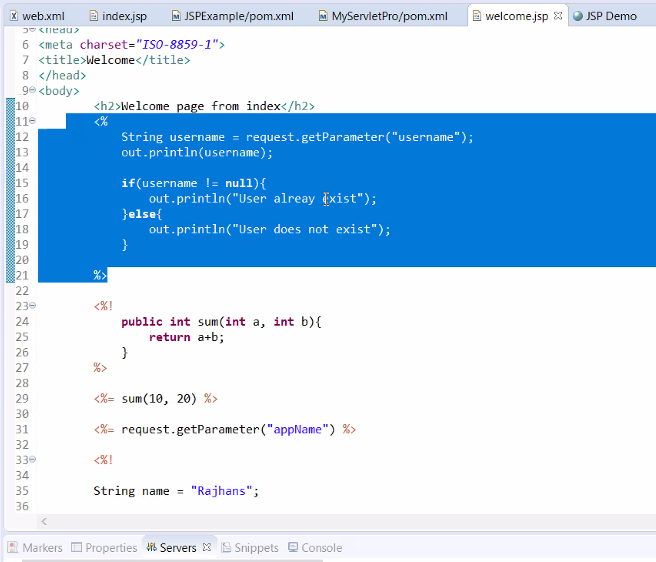 web.xml index.jsp JSPExample/pom.xml MyServletPro/pom.xml welcome.jsp JSP Demo
5 <head>
6 <meta charset="ISO-8859-1">
7 <title>Welcome</title>
8 </head>
9 <body>
10 <h2>Welcome page from index</h2>
11 <%
12 String username = request.getParameter("username");
13 out.println(username);
14
15 if(username != null){
16 out.println("User alreay exist");
17 }else{
18 out.println("User does not exist");
19 }
20
21 %>
22
23 <%!
24 public int sum(int a, int b){
25 return a+b;
26 }
27 %>
28
29 <%= sum(10, 20) %>
30
31 <%= request.getParameter("appName") %>
32
33 <%!
34
35 String name = "Rajhans";
36
Markers Properties Servers Snippets Console